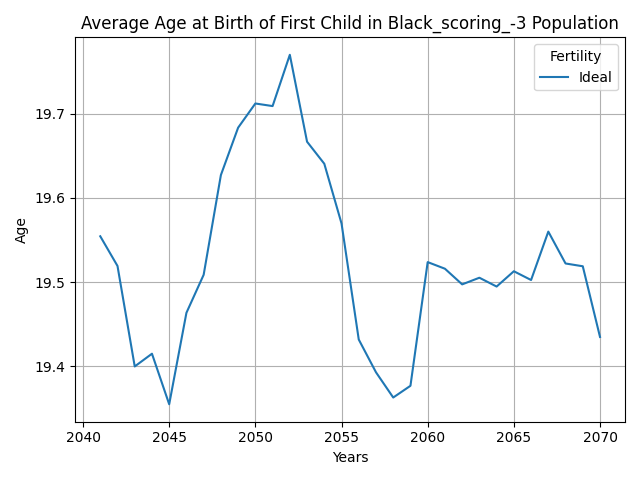 Average Age at Birth of First Child in Black_scoring_-3 Population
Fertility
Ideal
19.7
19.6
19.5
19.4
Age
2040 2045 2050 2055 2060 2065 2070
Years